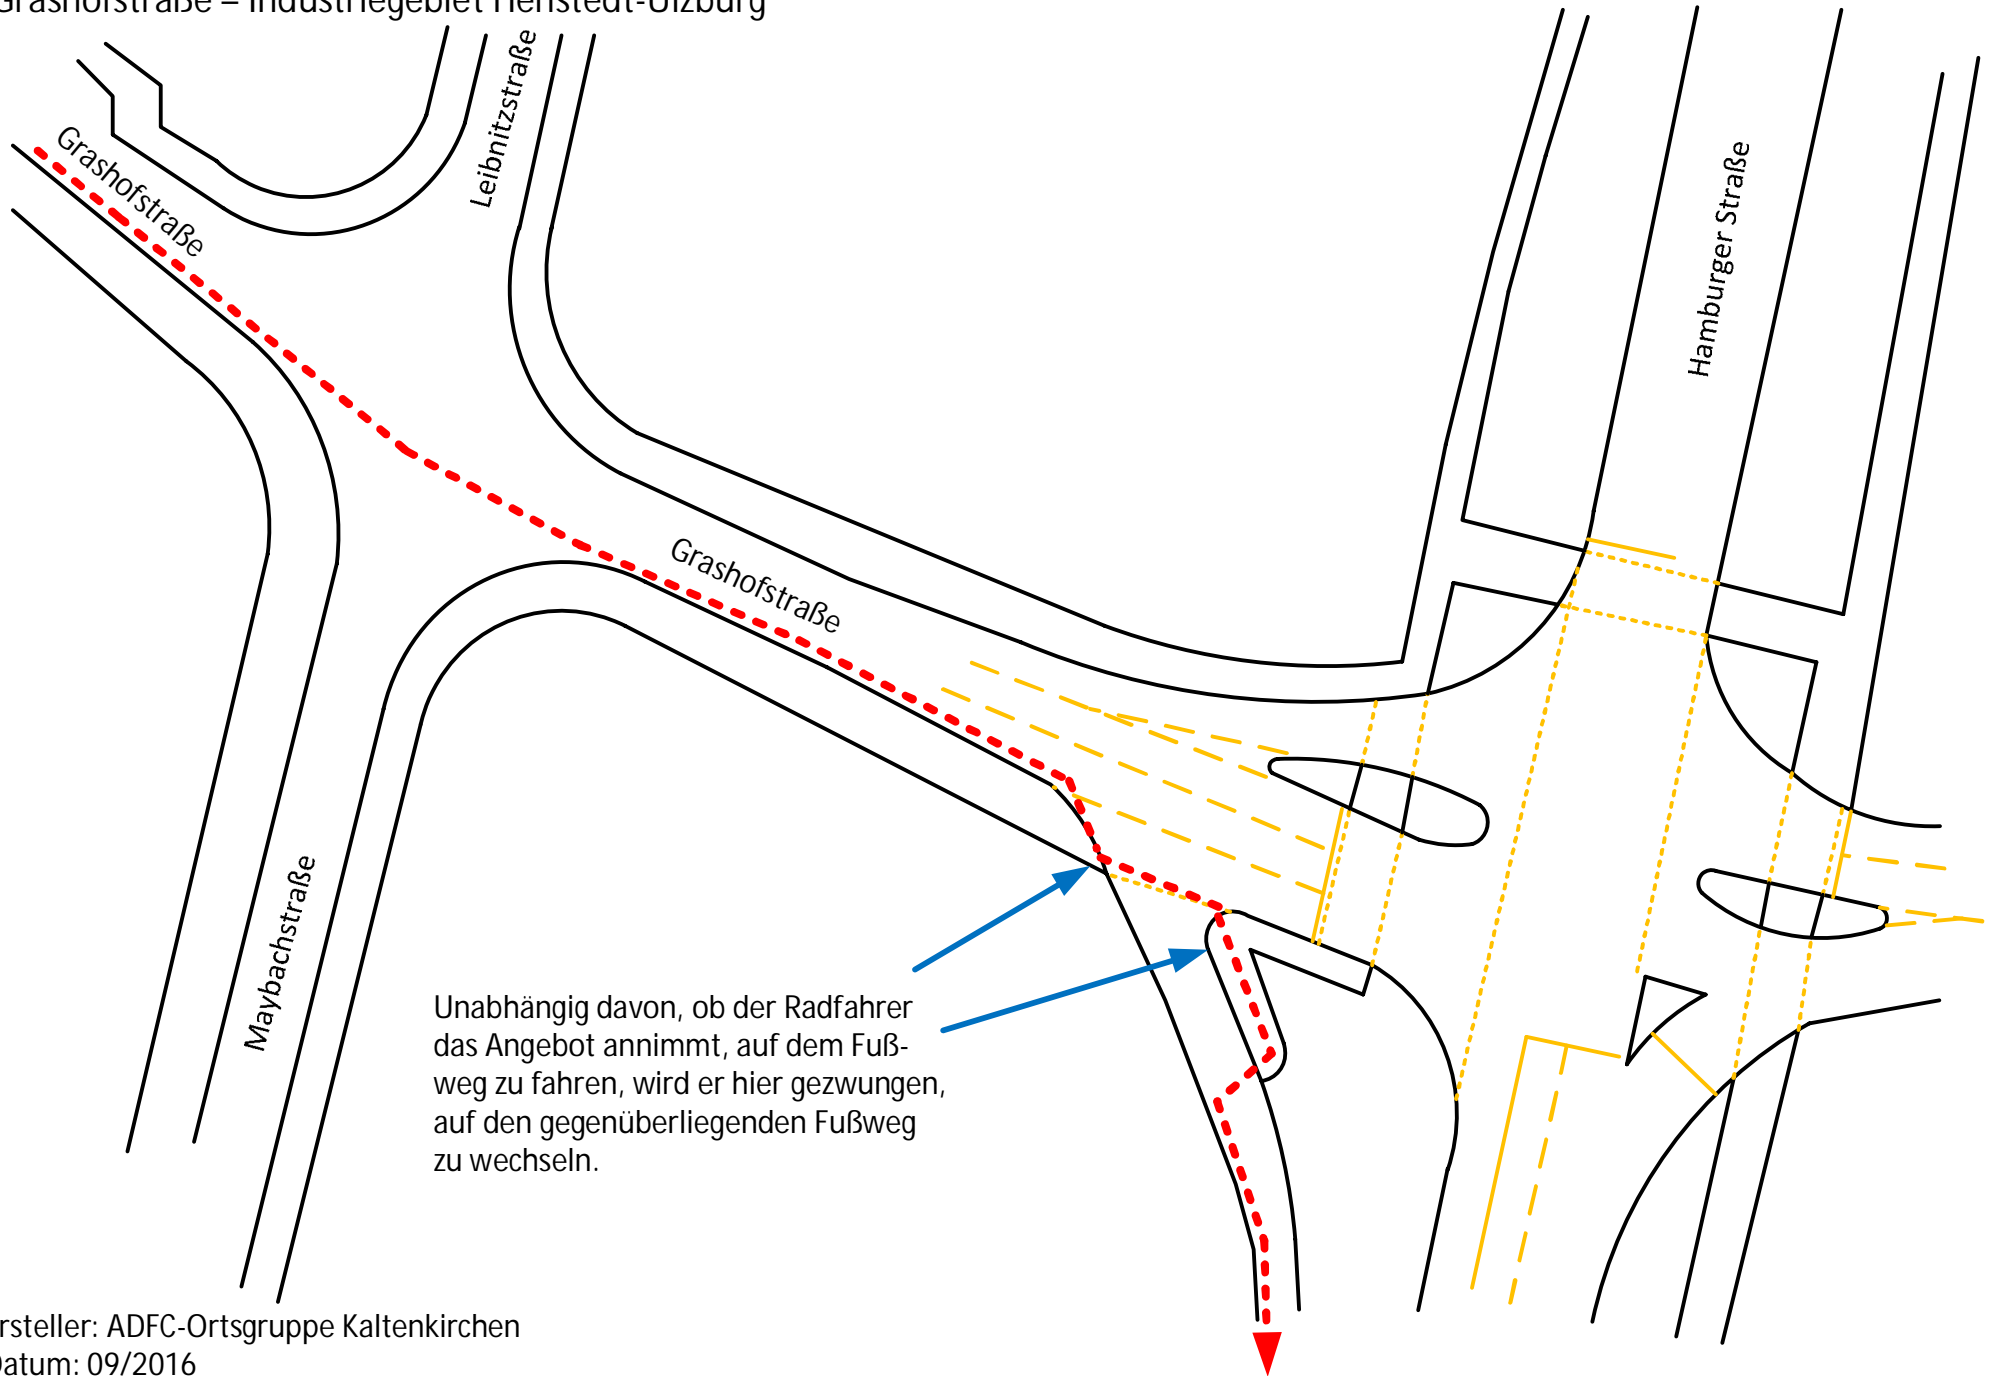 Grashofstraße – Industriegebiet Henstedt-Ulzburg
Leibnitzstraße
Grashofstraße
Hamburger Straße
Grashofstraße
Maybachstraße
Unabhängig davon, ob der Radfahrer
das Angebot annimmt, auf dem Fuß-
weg zu fahren, wird er hier gezwungen,
auf den gegenüberliegenden Fußweg
zu wechseln.
rsteller: ADFC-Ortsgruppe Kaltenkirchen
Datum: 09/2016